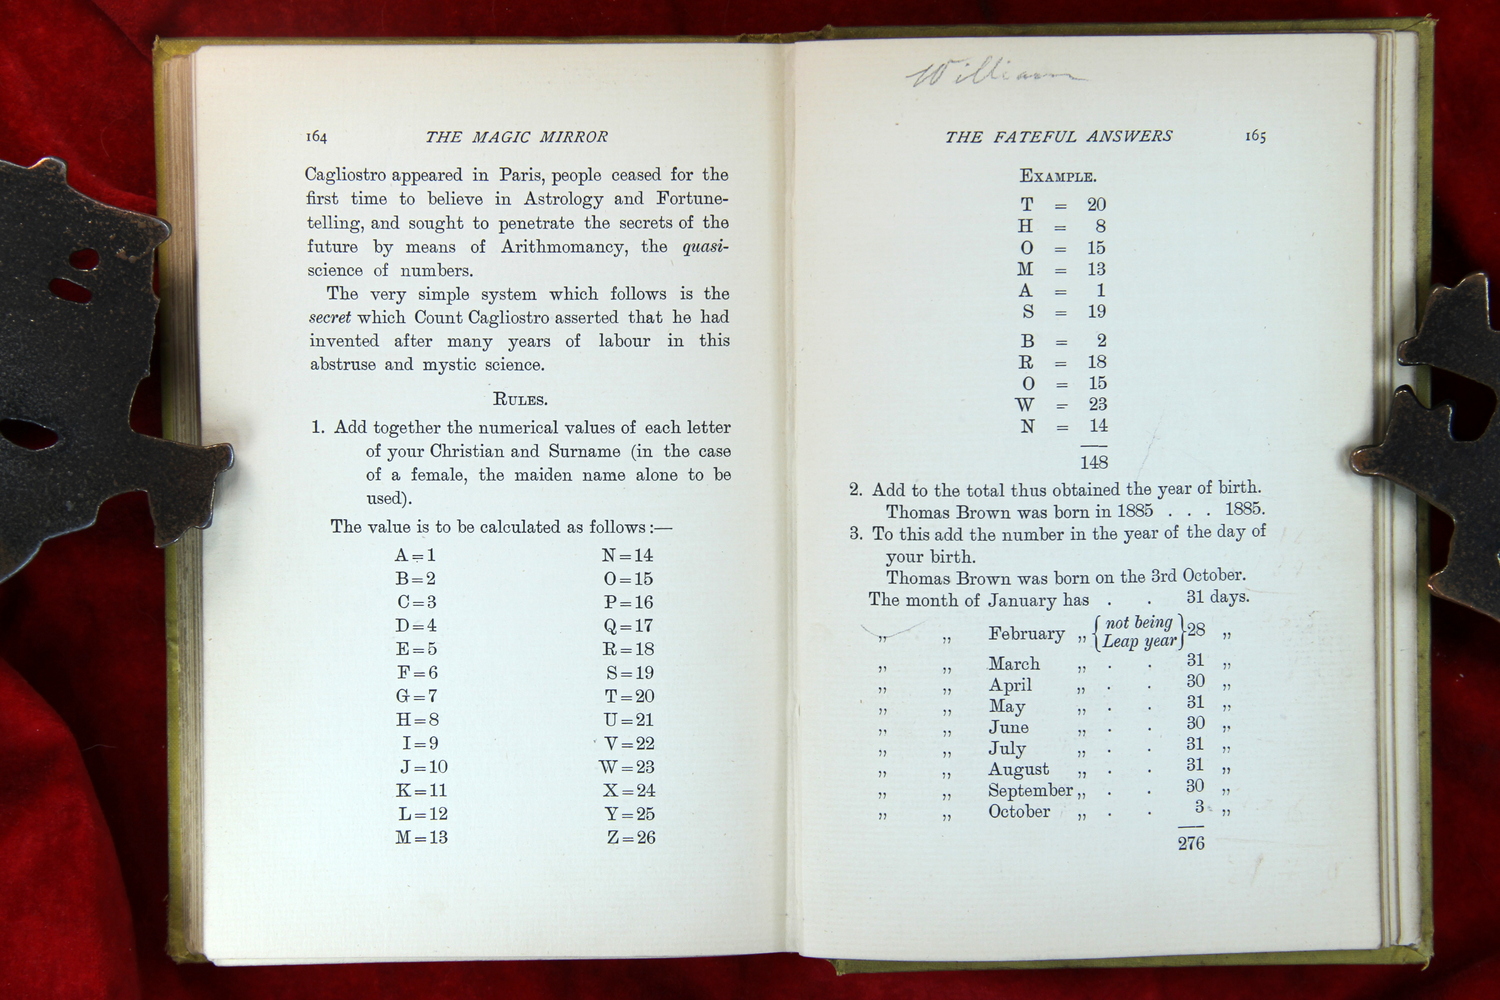 164 THE MAGIC MIRROR
Cagliostro appeared in Paris, people ceased for the
first time to believe in Astrology and Fortune-
telling, and sought to penetrate the secrets of the
future by means of Arithmomancy, the quasi-
science of numbers.
The very simple system which follows is the
secret which Count Cagliostro asserted that he had
invented after many years of labour in this
abstruse and mystic science.
RULES.
1. Add together the numerical values of each letter
of your Christian and Surname (in the case
of a female, the maiden name alone to be
used).
The value is to be calculated as follows :—
A=1 N=14
B=2 O=15
C=3 P=16
D=4 Q=17
E=5 R=18
F=6 S=19
G=7 T=20
H=8 U=21
I=9 V=22
J=10 W=23
K=11 X=24
L=12 Y=25
M=13 Z=26
William
THE FATEFUL ANSWERS 165
EXAMPLE.
T = 20
H = 8
O = 15
M = 13
A = 1
S = 19
B = 2
R = 18
O = 15
W = 23
N = 14
148
2. Add to the total thus obtained the year of birth.
Thomas Brown was born in 1885 . . . 1885.
3. To this add the number in the year of the day of
your birth.
Thomas Brown was born on the 3rd October.
The month of January has . . 31 days.
„ „ February „ { not being Leap year } 28 „
„ „ March „ . . 31 „
„ „ April „ . . 30 „
„ „ May „ . . 31 „
„ „ June „ . . 30 „
„ „ July „ . . 31 „
„ „ August „ . . 31 „
„ „ September „ . . 30 „
„ „ October „ . . 3 „
276